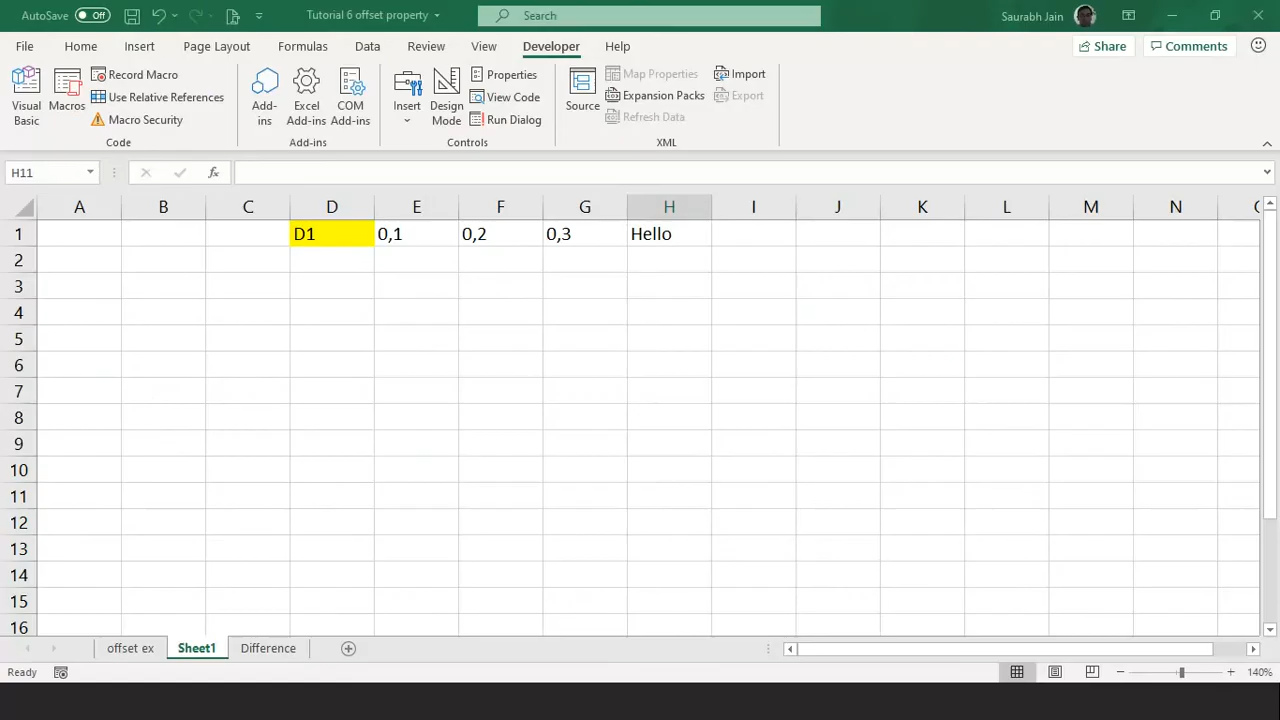 AutoSave Off Tutorial 6 offset property Search Saurabh Jain
File Home Insert Page Layout Formulas Data Review View Developer Help Share Comments
Visual Basic
Macros
Record Macro
Use Relative References
Macro Security
Code
Add-ins
Excel Add-ins
COM Add-ins
Add-ins
Insert
Design Mode
Properties
View Code
Run Dialog
Controls
Source
Map Properties
Expansion Packs
Refresh Data
Import
Export
XML
H11 fx
A B C D E F G H I J K L M N
1 D1 0,1 0,2 0,3 Hello
2
3
4
5
6
7
8
9
10
11
12
13
14
15
16
offset ex Sheet1 Difference
Ready 140%